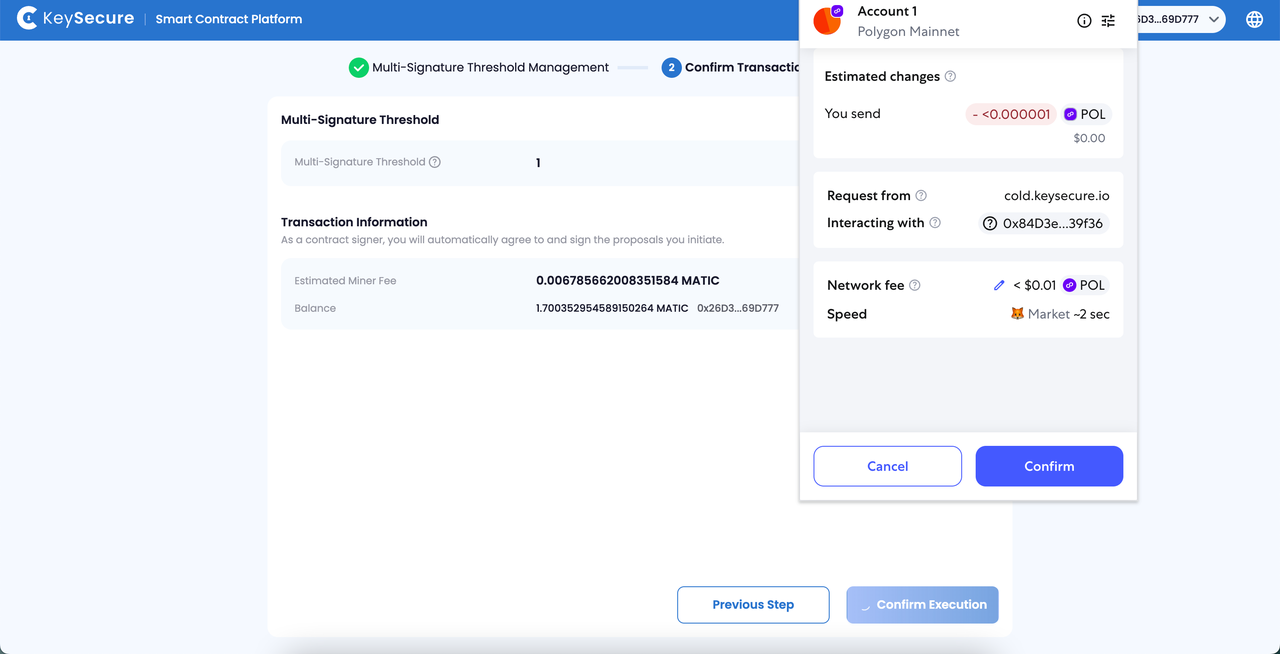 KeySecure | Smart Contract Platform
Multi-Signature Threshold Management
2 Confirm Transactio
Multi-Signature Threshold
Multi-Signature Threshold ? 1
Transaction Information
As a contract signer, you will automatically agree to and sign the proposals you initiate.
Estimated Miner Fee 0.006785662008351584 MATIC
Balance 1.700352954589150264 MATIC 0x26D3...69D777
Previous Step
Confirm Execution
Account 1
Polygon Mainnet
6D3...69D777
Estimated changes ?
You send - <0.000001 POL
$0.00
Request from ? cold.keysecure.io
Interacting with ? ? 0x84D3e...39f36
Network fee ? < $0.01 POL
Speed Market ~2 sec
Cancel
Confirm